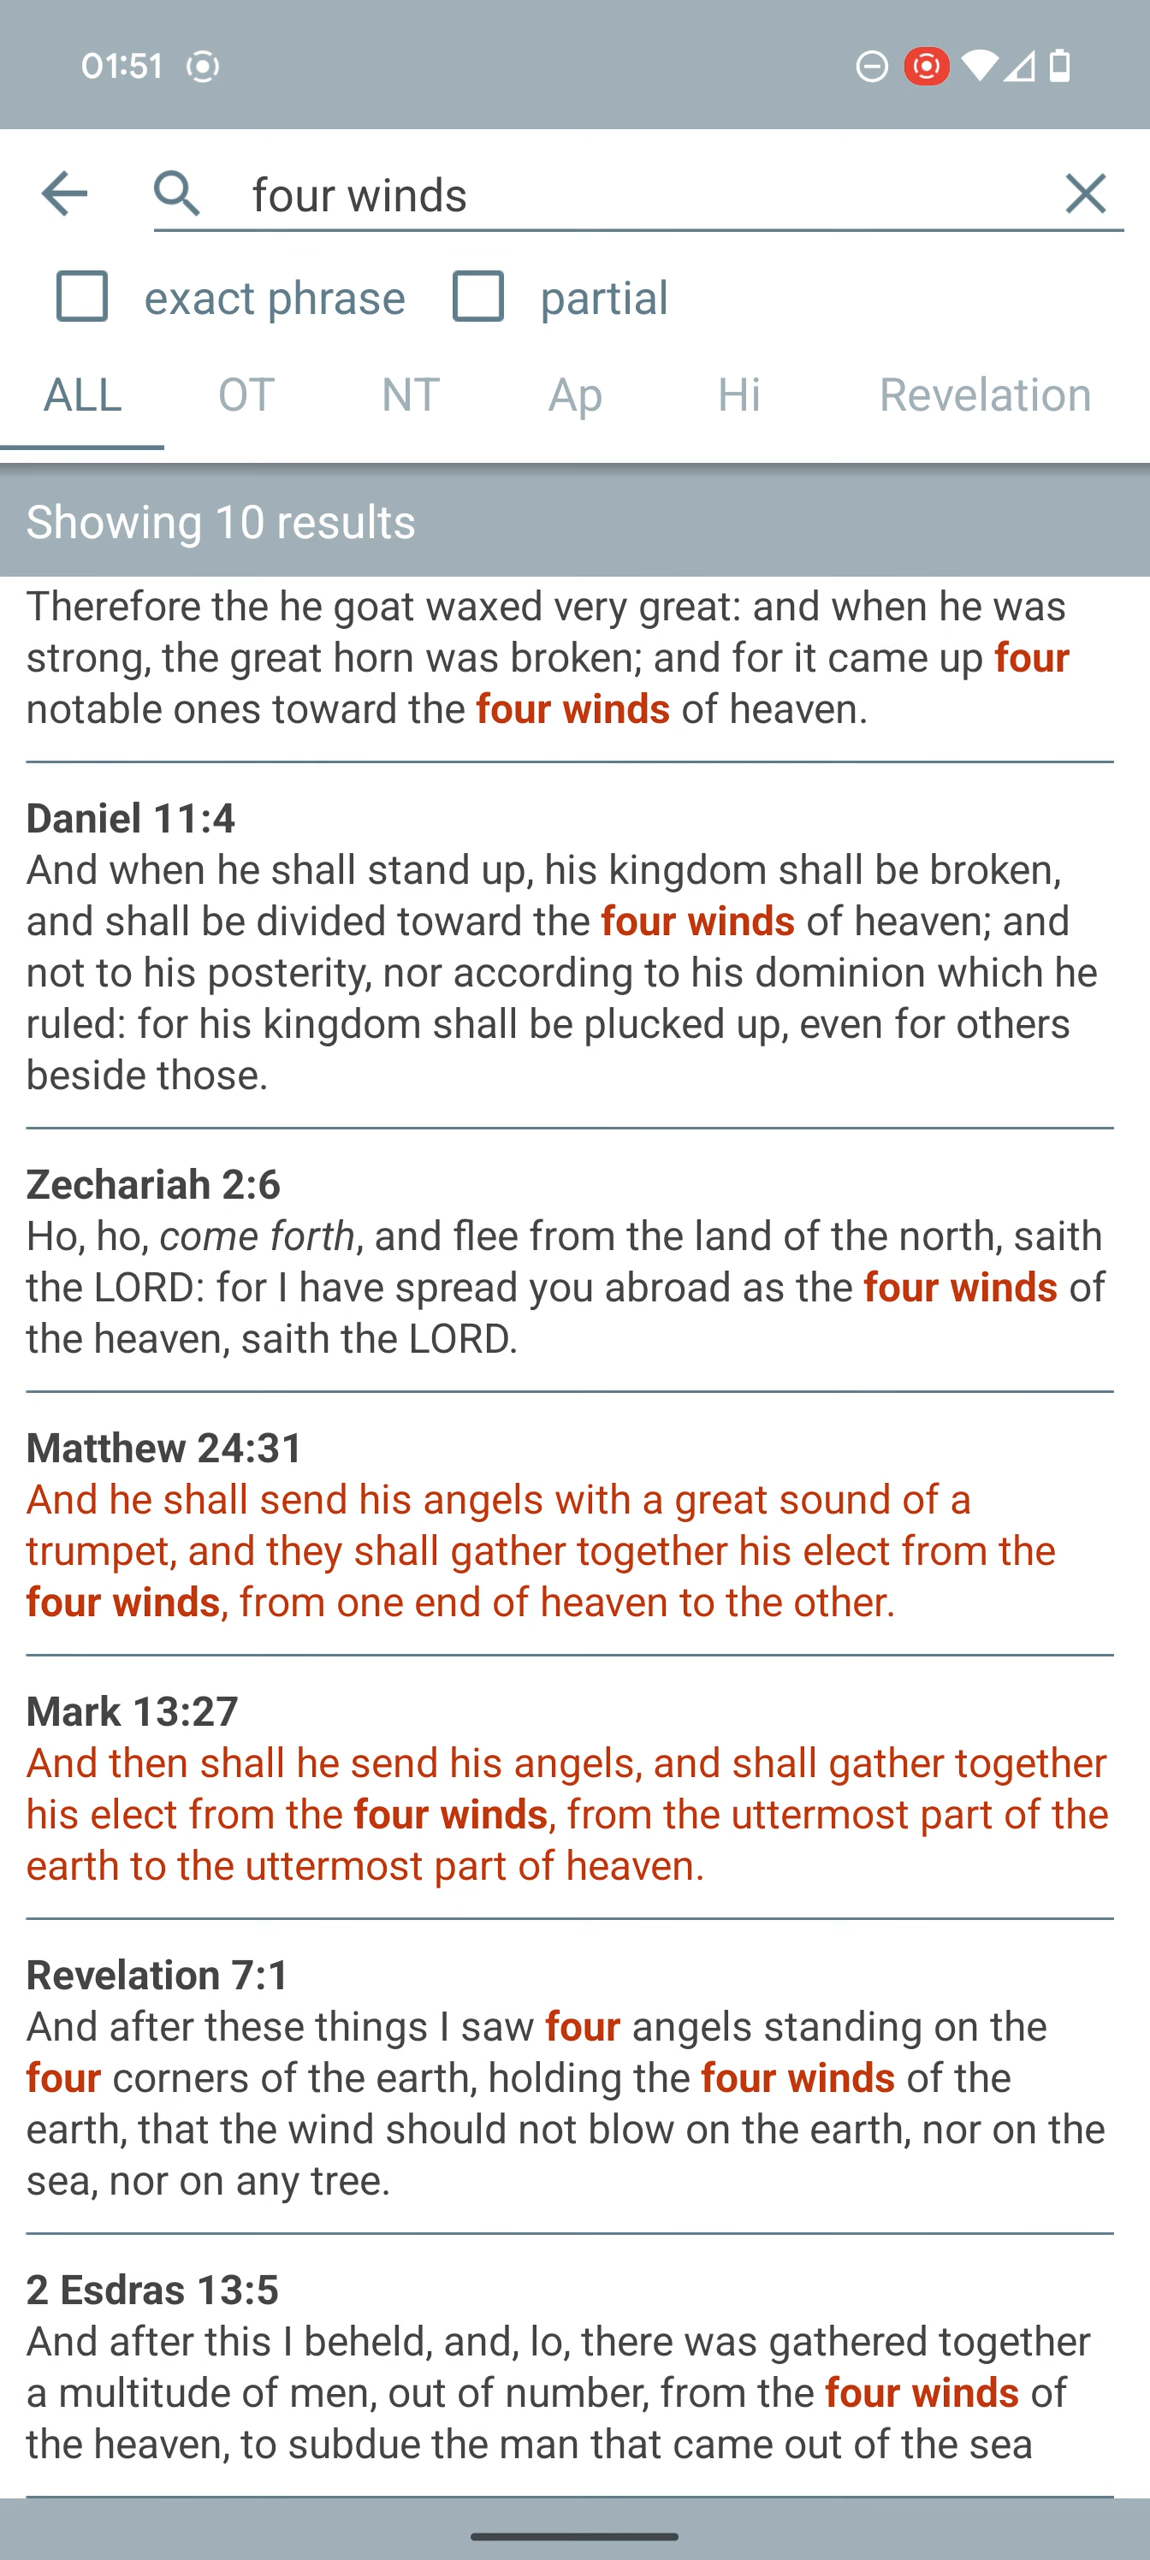 01:51
four winds
exact phrase partial
ALL OT NT Ap Hi Revelation
Showing 10 results
Therefore the he goat waxed very great: and when he was
strong, the great horn was broken; and for it came up four
notable ones toward the four winds of heaven.
Daniel 11:4
And when he shall stand up, his kingdom shall be broken,
and shall be divided toward the four winds of heaven; and
not to his posterity, nor according to his dominion which he
ruled: for his kingdom shall be plucked up, even for others
beside those.
Zechariah 2:6
Ho, ho, come forth, and flee from the land of the north, saith
the LORD: for I have spread you abroad as the four winds of
the heaven, saith the LORD.
Matthew 24:31
And he shall send his angels with a great sound of a
trumpet, and they shall gather together his elect from the
four winds, from one end of heaven to the other.
Mark 13:27
And then shall he send his angels, and shall gather together
his elect from the four winds, from the uttermost part of the
earth to the uttermost part of heaven.
Revelation 7:1
And after these things I saw four angels standing on the
four corners of the earth, holding the four winds of the
earth, that the wind should not blow on the earth, nor on the
sea, nor on any tree.
2 Esdras 13:5
And after this I beheld, and, lo, there was gathered together
a multitude of men, out of number, from the four winds of
the heaven, to subdue the man that came out of the sea